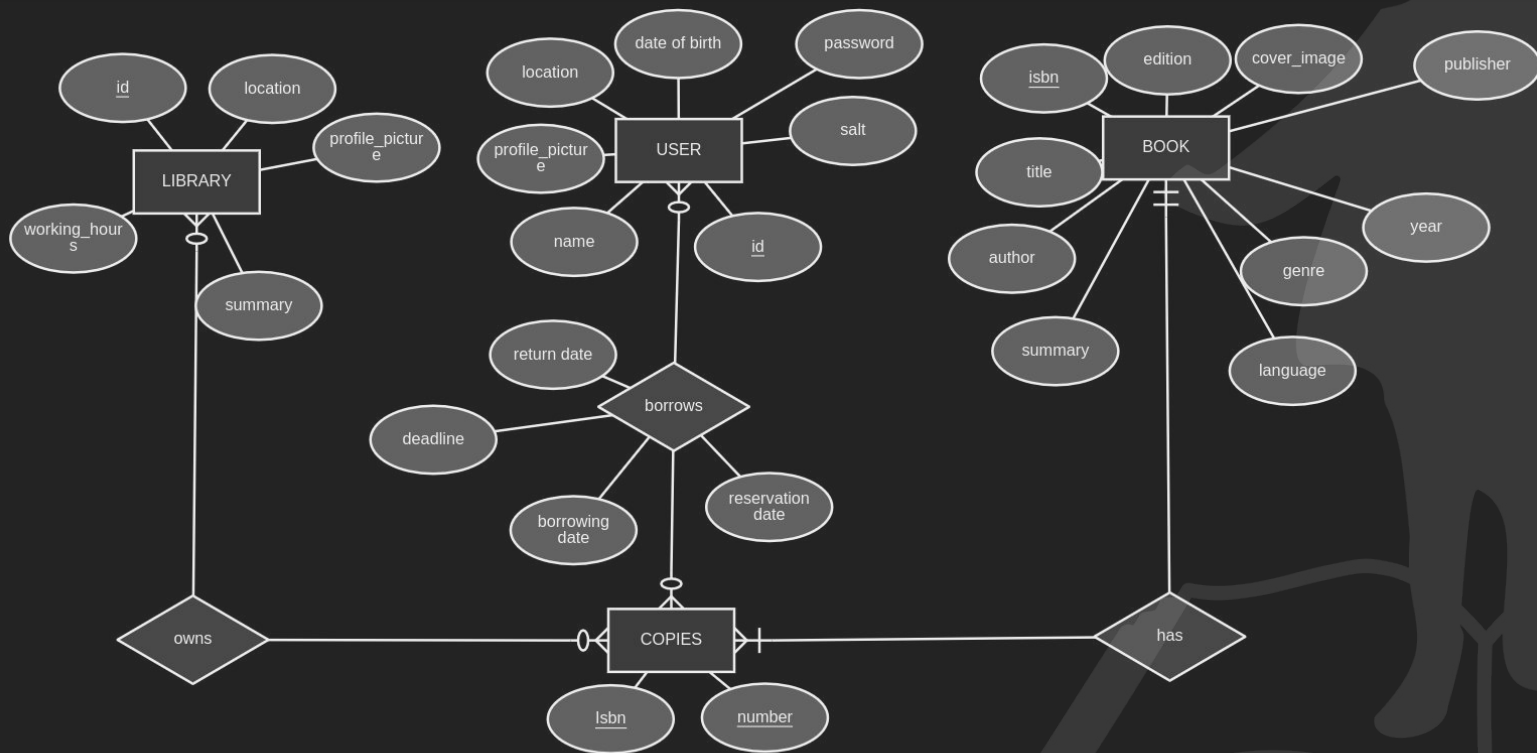 id
location
profile_pictur
e
LIBRARY
working_hour
s
summary
location
date of birth
password
profile_pictur
e
USER
salt
name
id
isbn
edition
cover_image
publisher
title
BOOK
author
year
genre
summary
language
return date
borrows
deadline
borrowing
date
reservation
date
owns
COPIES
has
Isbn
number